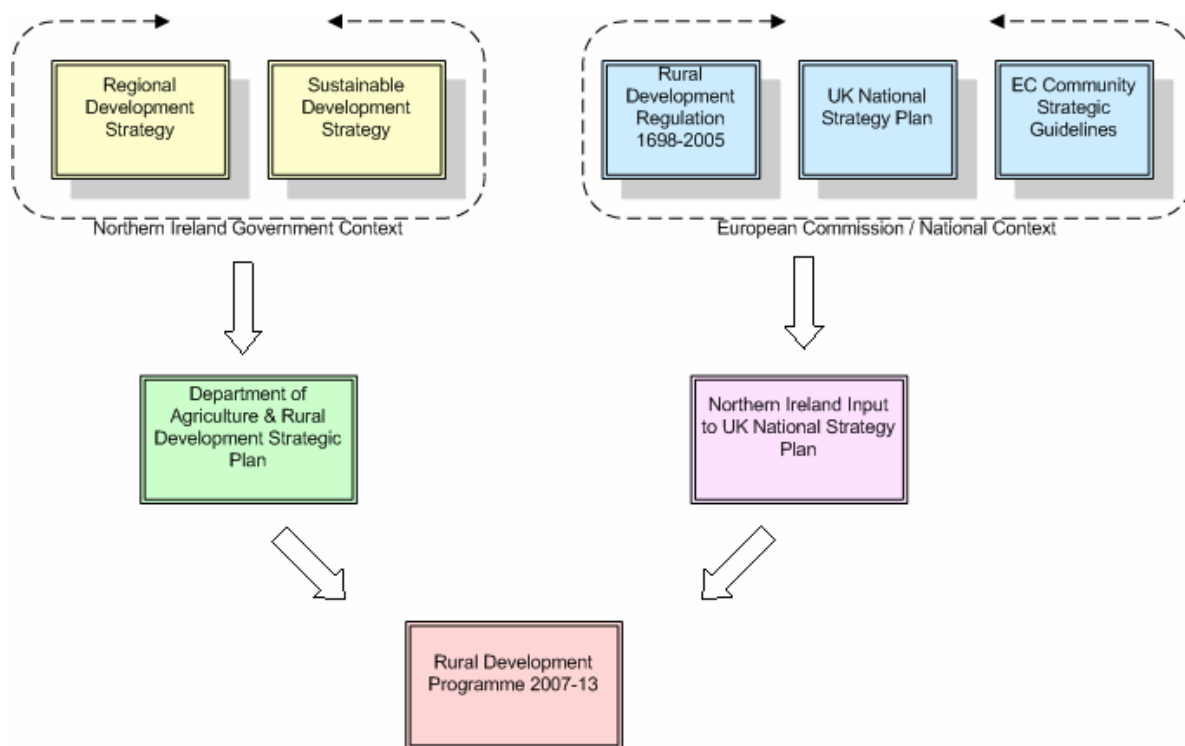 Regional
Development
Strategy
Sustainable
Development
Strategy
Northern Ireland Government Context
Rural
Development
Regulation
1698-2005
UK National
Strategy Plan
EC Community
Strategic
Guidelines
European Commission / National Context
Department of
Agriculture & Rural
Development Strategic
Plan
Northern Ireland Input
to UK National Strategy
Plan
Rural Development
Programme 2007-13